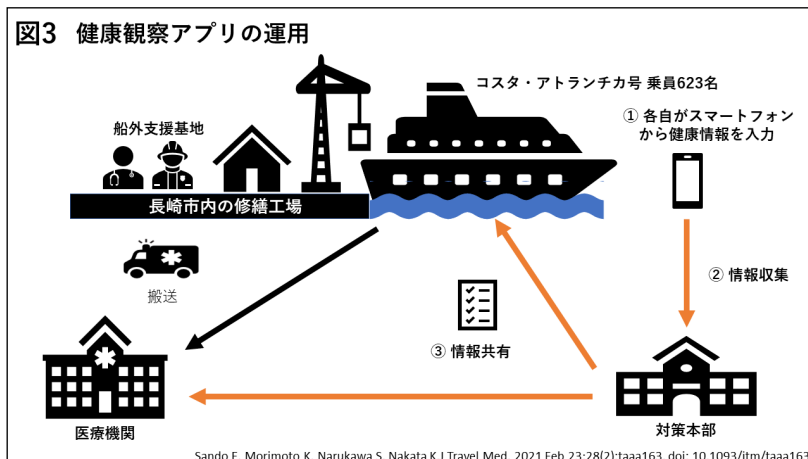 図3 健康観察アプリの運用
コスタ・アトランチカ号 乗員623名
船外支援基地
① 各自がスマートフォン
から健康情報を入力
長崎市内の修繕工場
搬送
② 情報収集
③ 情報共有
医療機関
対策本部
Sando E, Morimoto K, Narukawa S, Nakata K.J Travel Med. 2021 Feb 23;28(2):taaa163. doi: 10.1093/jtm/taaa163